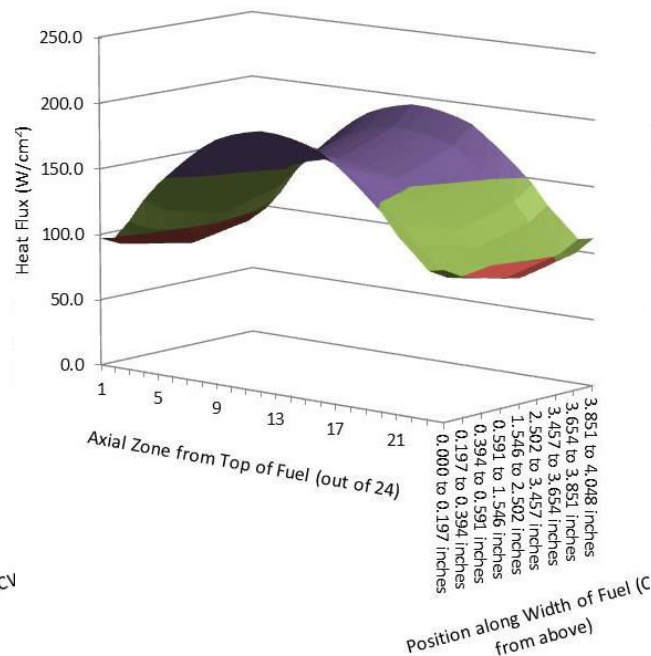 250.0
200.0
150.0
100.0
50.0
0.0
Heat Flux (W/cm²)
1
5
9
13
17
21
Axial Zone from Top of Fuel (out of 24)
0.000 to 0.197 inches
0.197 to 0.394 inches
0.394 to 0.591 inches
0.591 to 1.546 inches
1.546 to 2.502 inches
2.502 to 3.457 inches
3.457 to 3.654 inches
3.654 to 3.851 inches
3.851 to 4.048 inches
Position along Width of Fuel (C
from above)